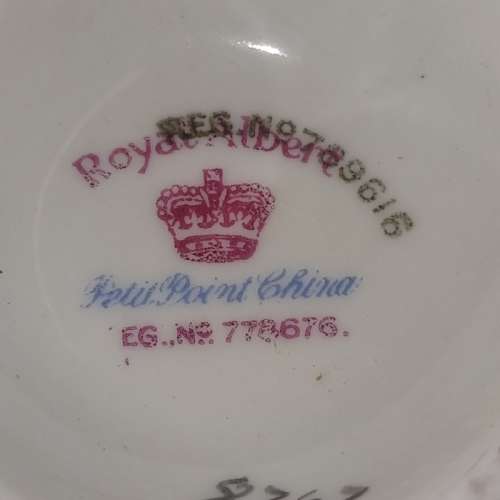 REG. No 789616
Royal Albert
Petit Point China
EG., No. 778676.